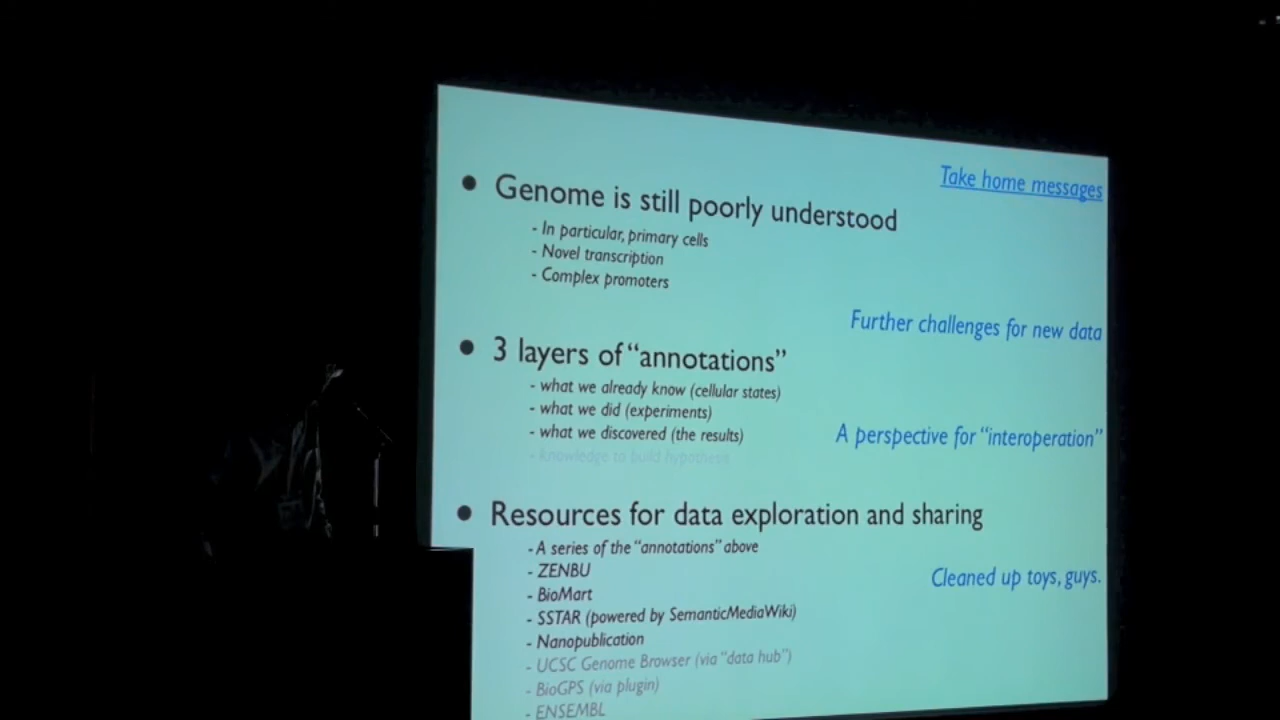 Take home messages
• Genome is still poorly understood
- In particular, primary cells
- Novel transcription
- Complex promoters
Further challenges for new data
• 3 layers of “annotations”
- what we already know (cellular states)
- what we did (experiments)
- what we discovered (the results)
A perspective for “interoperation”
- knowledge to build hypothesis
• Resources for data exploration and sharing
- A series of the “annotations” above
- ZENBU
Cleaned up toys, guys.
- BioMart
- SSTAR (powered by SemanticMediaWiki)
- Nanopublication
- UCSC Genome Browser (via “data hub”)
- BioGPS (via plugin)
- ENSEMBL